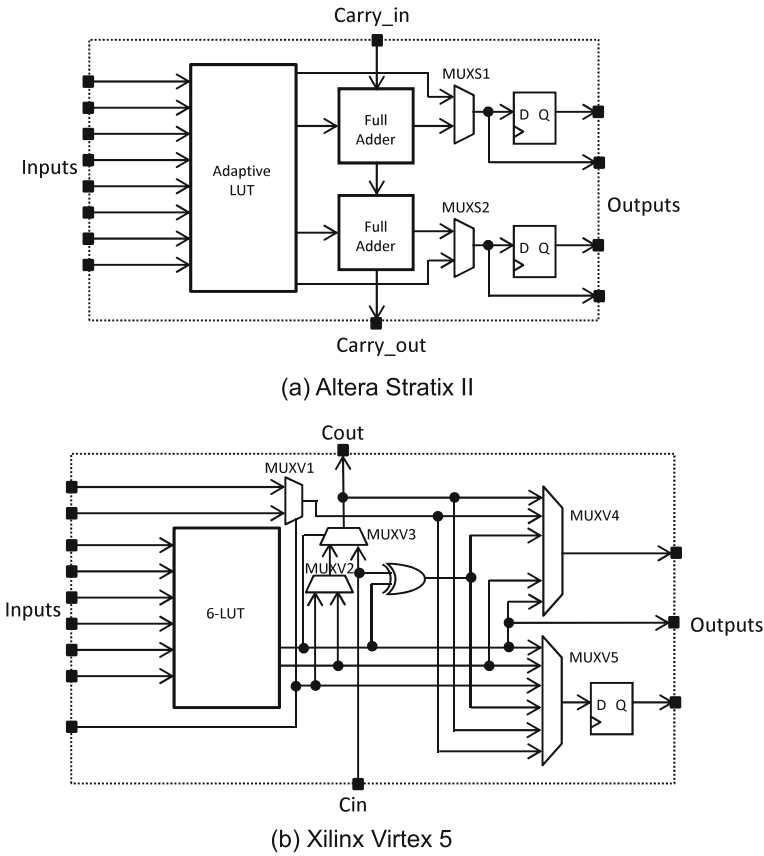 Carry_in
MUXS1
Full
Adder
D Q
Inputs
Adaptive
LUT
MUXS2
Outputs
Full
Adder
D Q
Carry_out
(a) Altera Stratix II
Cout
MUXV1
MUXV4
MUXV3
MUXV2
Inputs
6-LUT
Outputs
MUXV5
D Q
Cin
(b) Xilinx Virtex 5